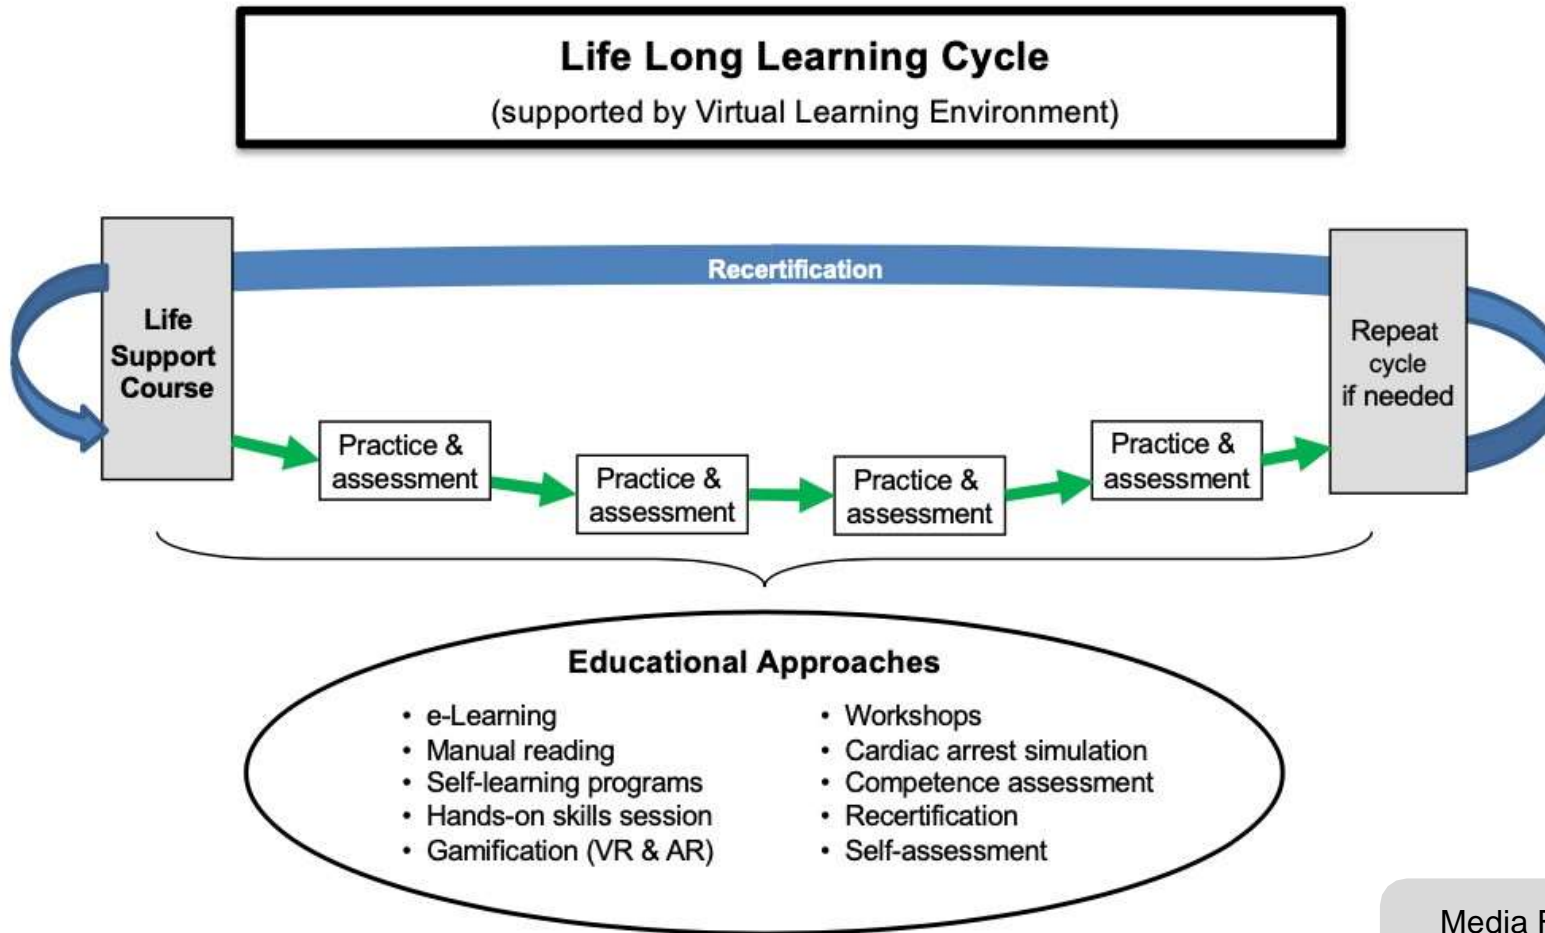 Life Long Learning Cycle
(supported by Virtual Learning Environment)
Recertification
Life
Support
Course
Repeat
cycle
if needed
Practice &
assessment
Practice &
assessment
Practice &
assessment
Practice &
assessment
Educational Approaches
• e-Learning
• Manual reading
• Self-learning programs
• Hands-on skills session
• Gamification (VR & AR)
• Workshops
• Cardiac arrest simulation
• Competence assessment
• Recertification
• Self-assessment
Media